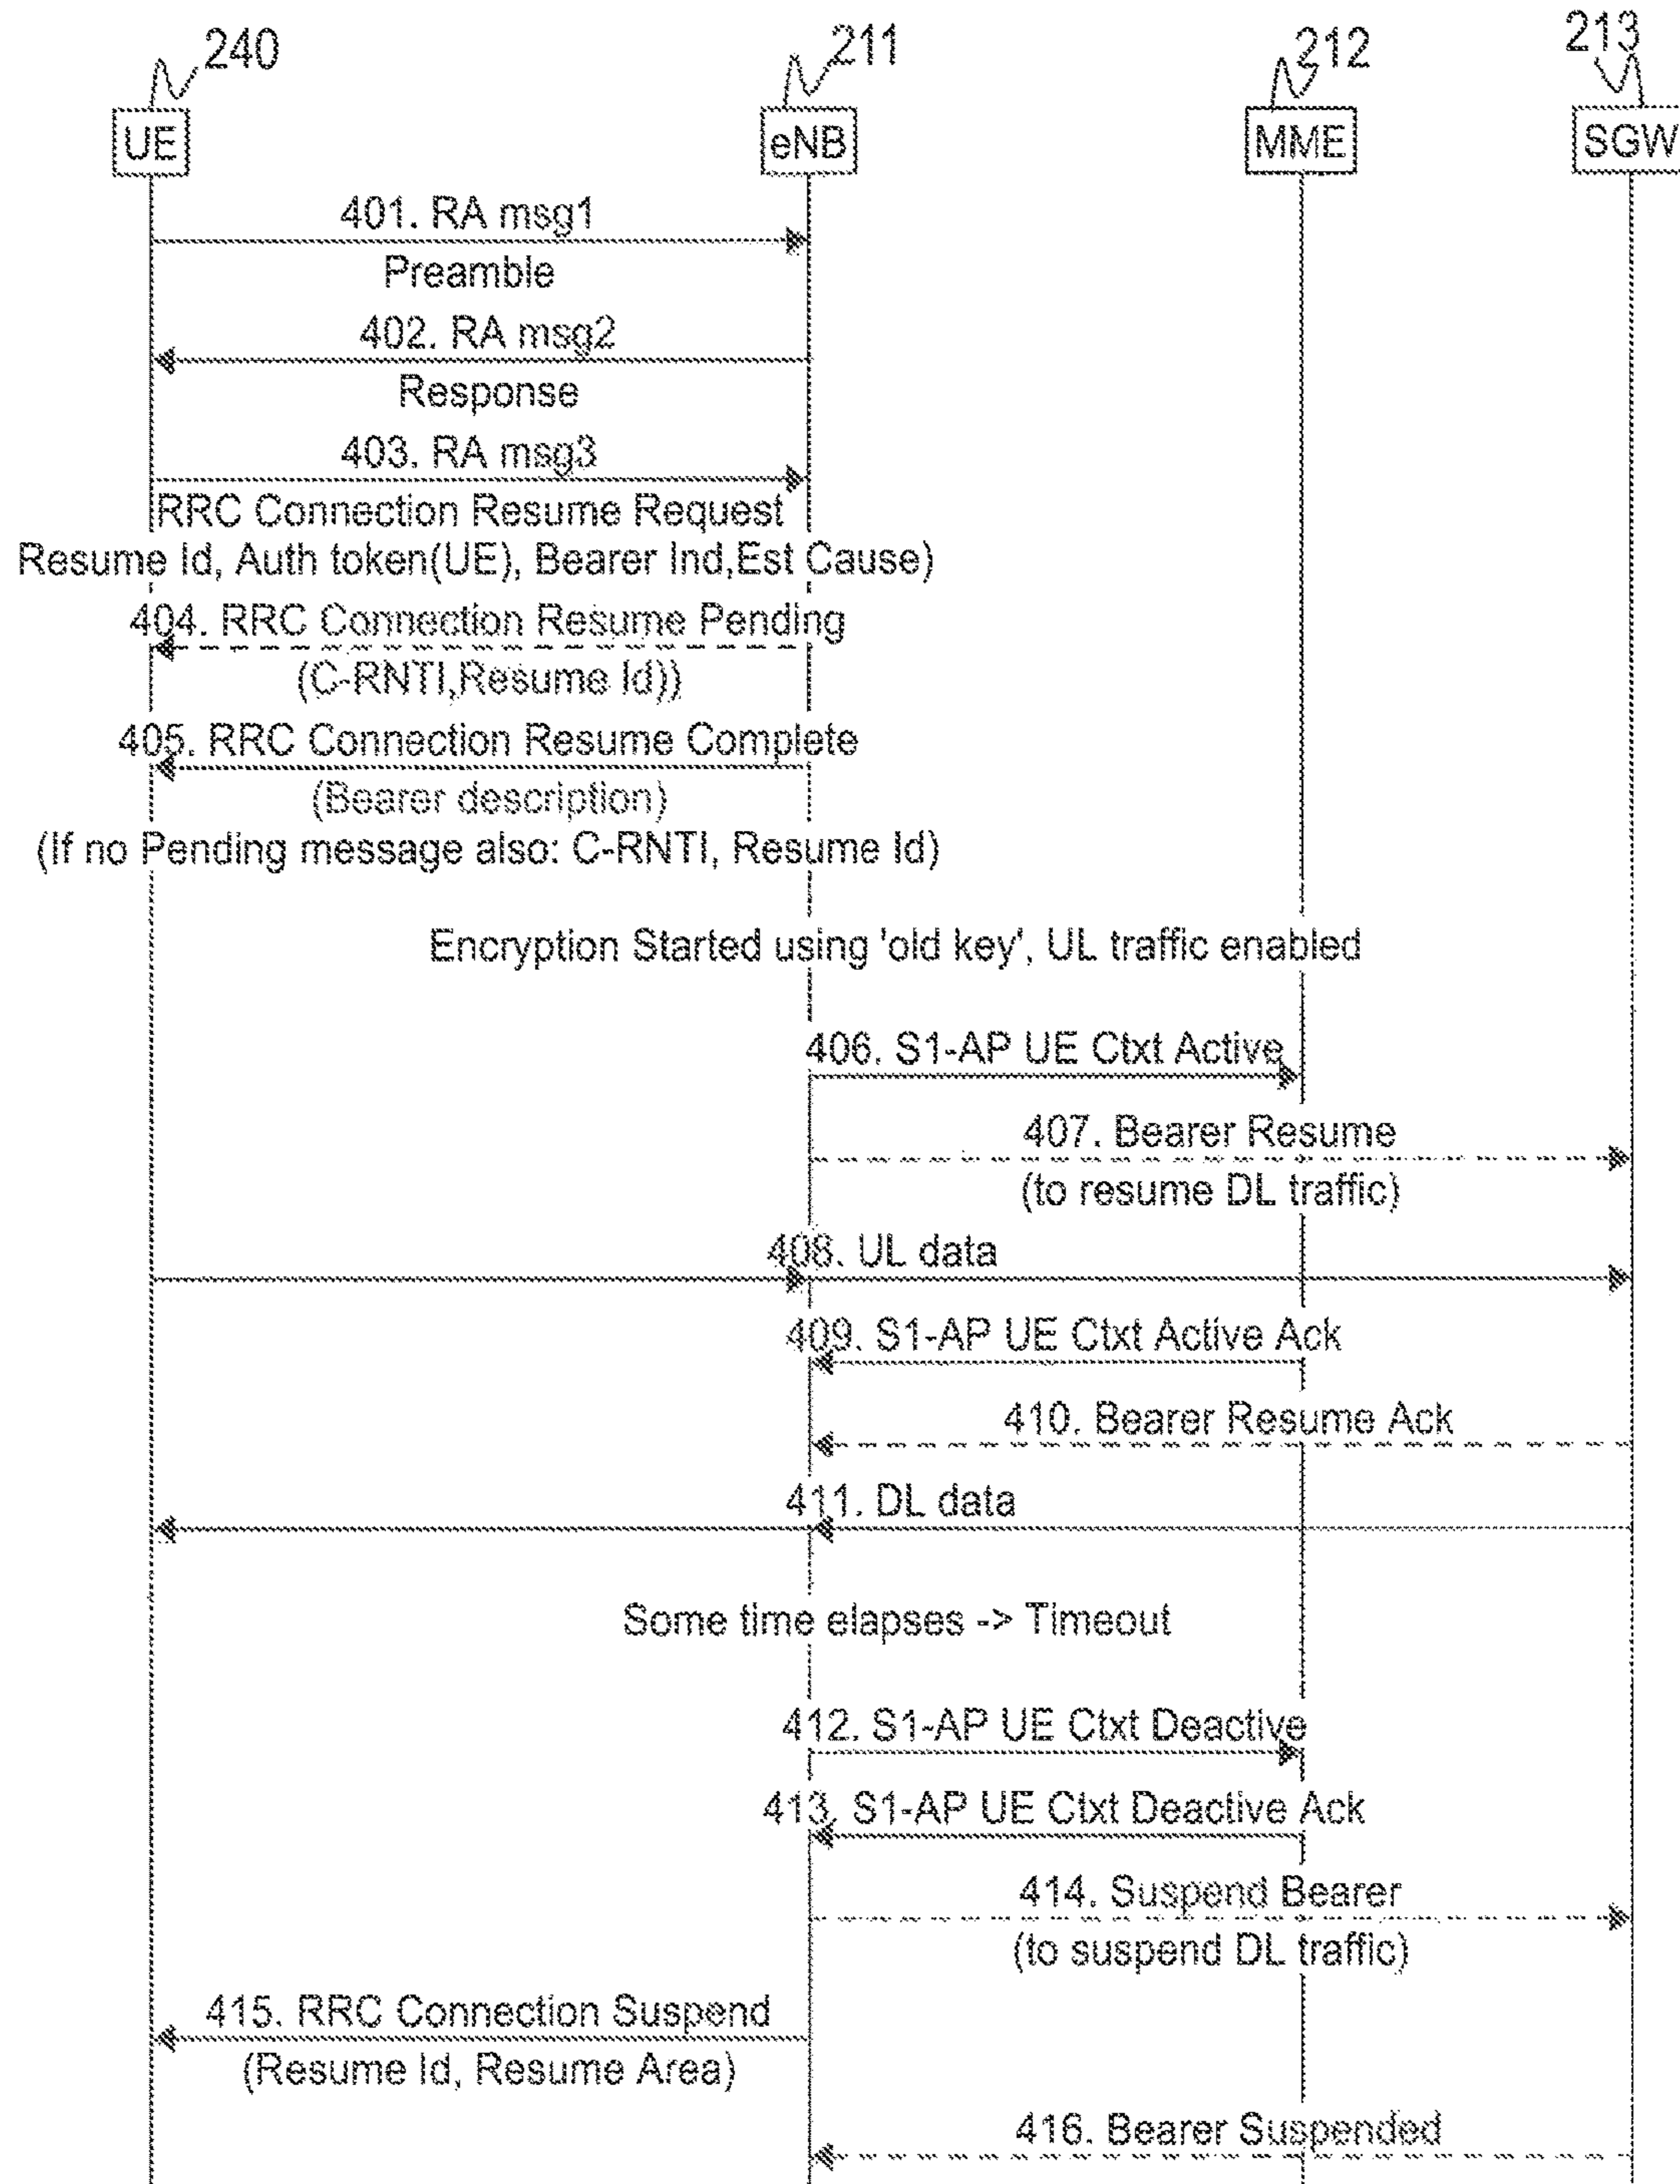 240 211 212 213
UE eNB MME SGW
401. RA msg1
Preamble
402. RA msg2
Response
403. RA msg3
RRC Connection Resume Request
Resume Id, Auth token(UE), Bearer Ind,Est Cause)
404. RRC Connection Resume Pending
(C-RNTI,Resume Id))
405. RRC Connection Resume Complete
(Bearer description)
(If no Pending message also: C-RNTI, Resume Id)
Encryption Started using 'old key', UL traffic enabled
406. S1-AP UE Ctxt Active
407. Bearer Resume
(to resume DL traffic)
408. UL data
409. S1-AP UE Ctxt Active Ack
410. Bearer Resume Ack
411. DL data
Some time elapses -> Timeout
412. S1-AP UE Ctxt Deactive
413. S1-AP UE Ctxt Deactive Ack
414. Suspend Bearer
(to suspend DL traffic)
415. RRC Connection Suspend
(Resume Id, Resume Area)
416. Bearer Suspended